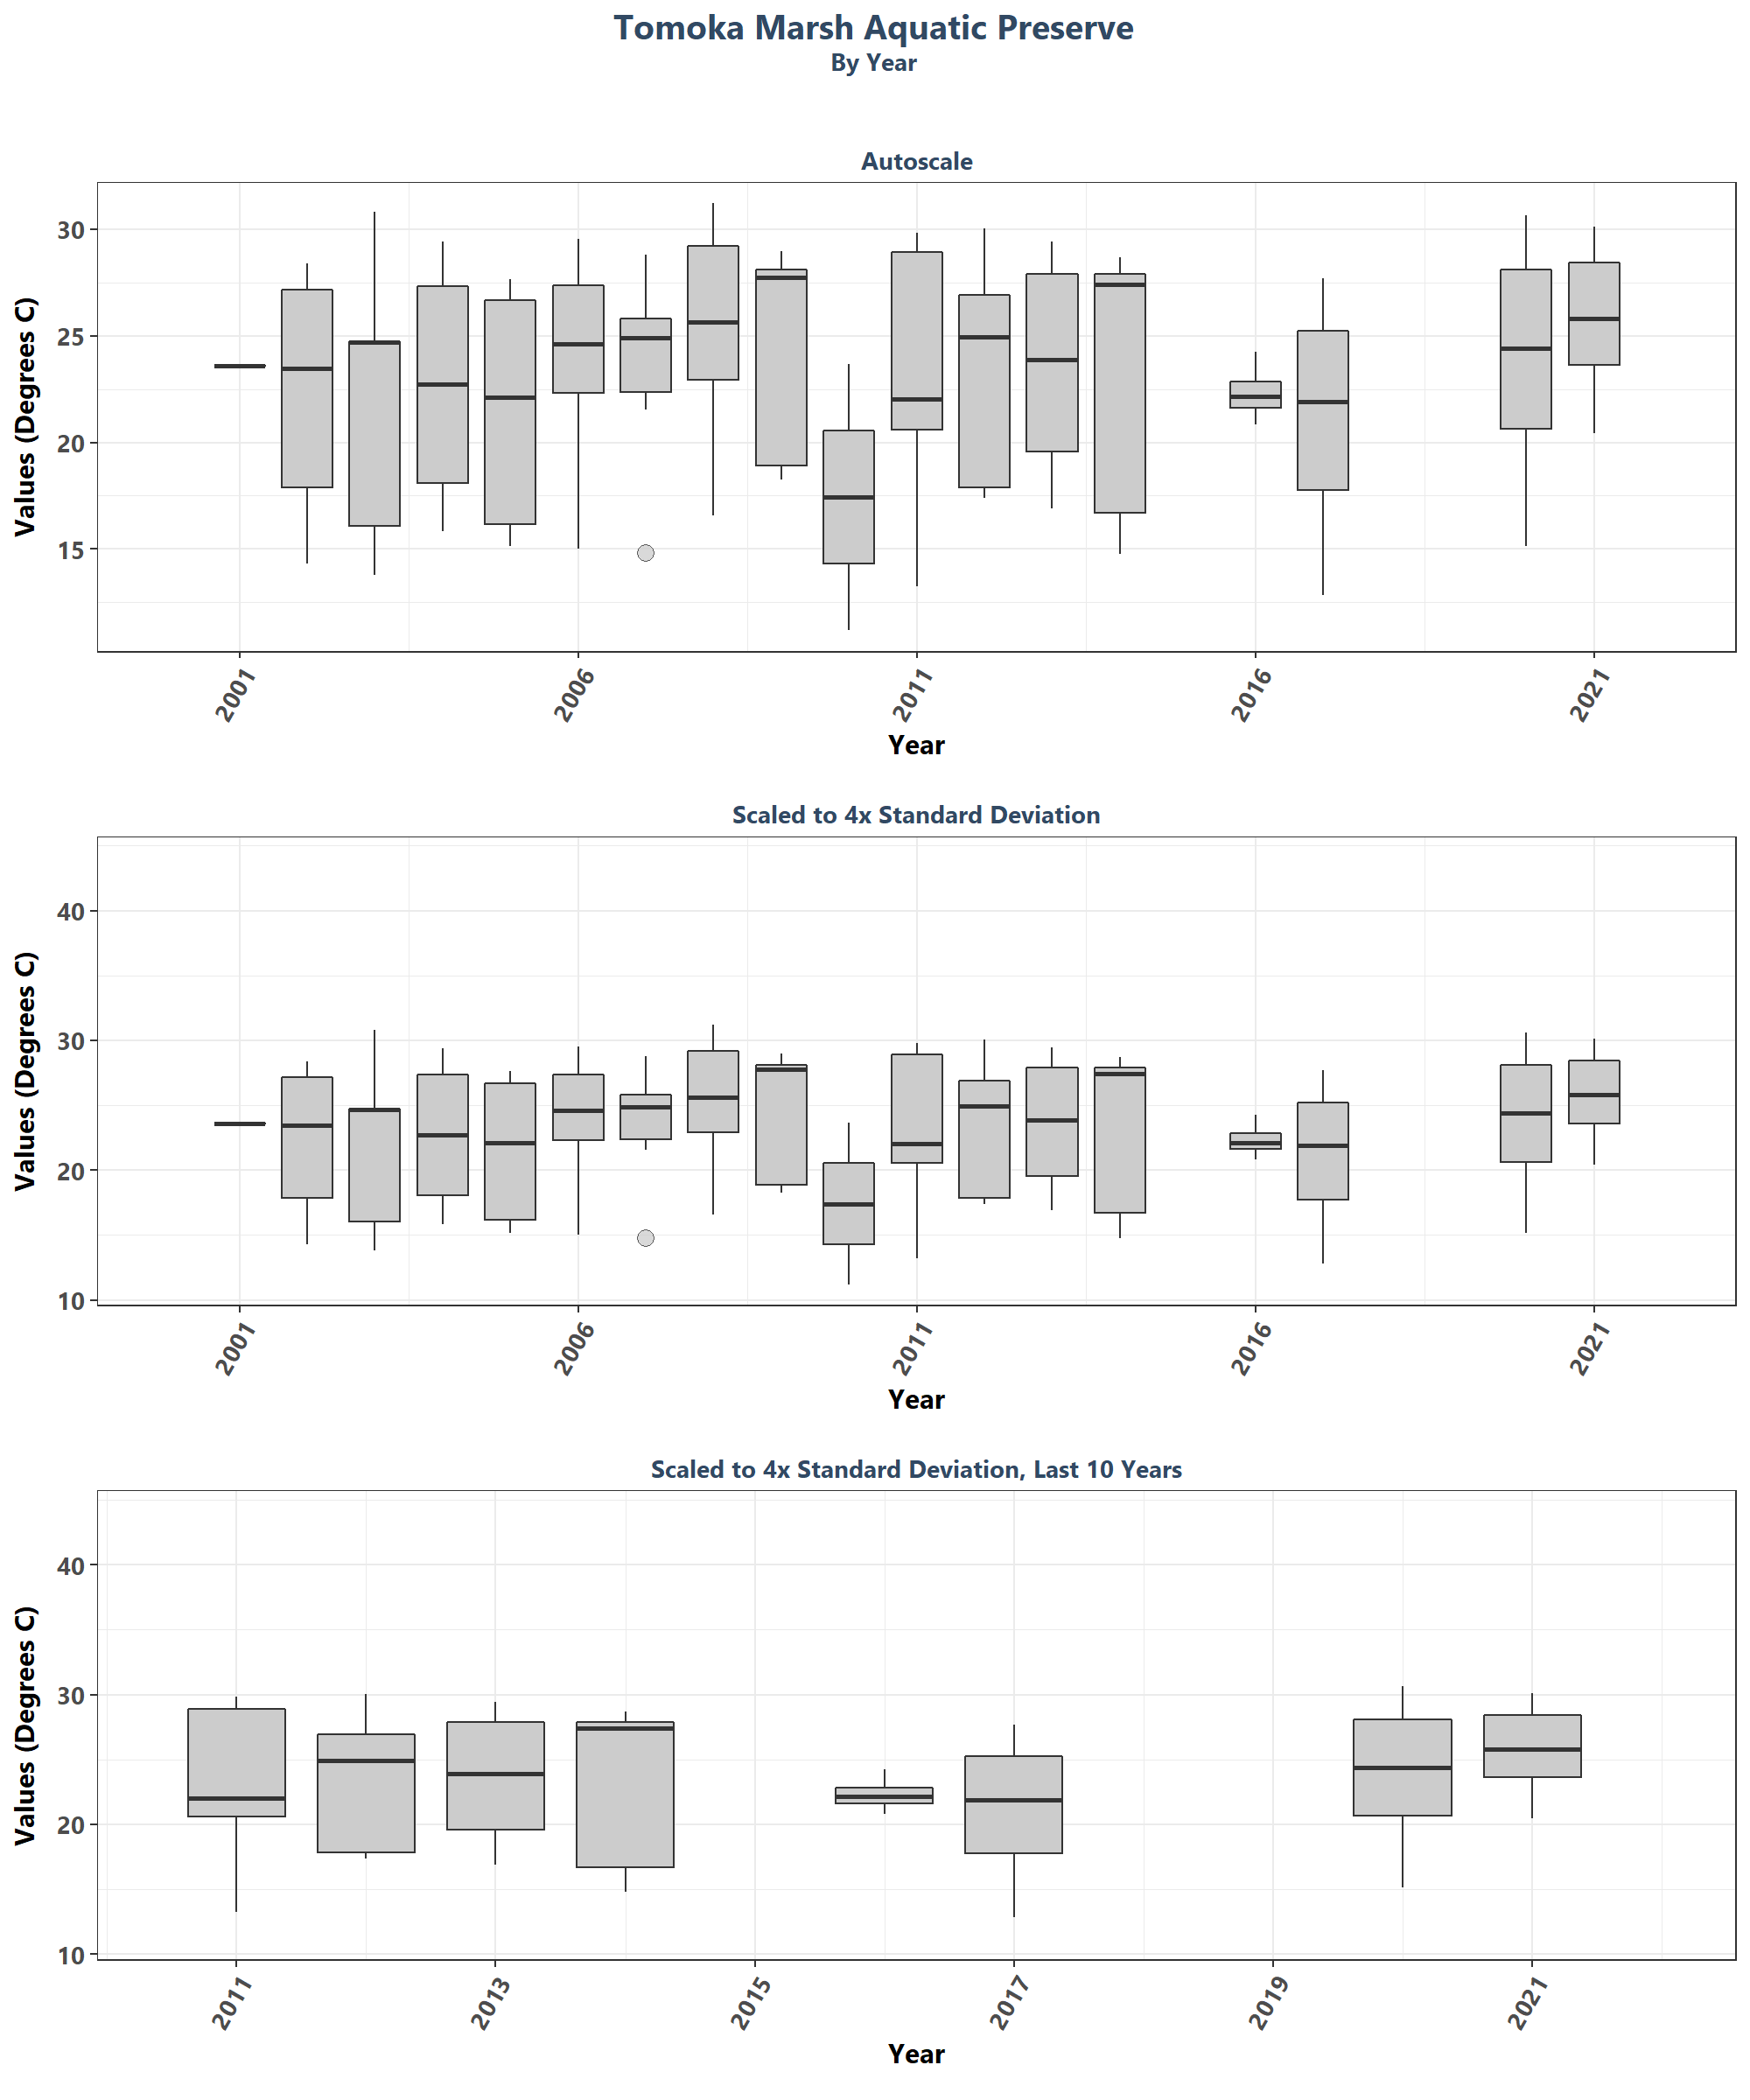 Tomoka Marsh Aquatic Preserve
By Year
Autoscale
Values (Degrees C)
30
25
20
15
2001
2006
2011
2016
2021
Year
Scaled to 4x Standard Deviation
Values (Degrees C)
40
30
20
10
2001
2006
2011
2016
2021
Year
Scaled to 4x Standard Deviation, Last 10 Years
Values (Degrees C)
40
30
20
10
2011
2013
2015
2017
2019
2021
Year